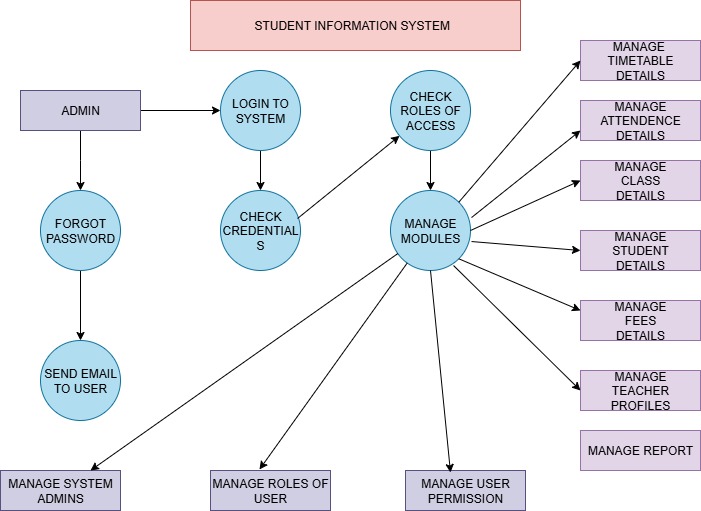 STUDENT INFORMATION SYSTEM
ADMIN
LOGIN TO
SYSTEM
CHECK
ROLES OF
ACCESS
MANAGE
TIMETABLE
DETAILS
MANAGE
ATTENDENCE
DETAILS
MANAGE
CLASS
DETAILS
FORGOT
PASSWORD
CHECK
CREDENTIAL
S
MANAGE
MODULES
MANAGE
STUDENT
DETAILS
MANAGE
FEES
DETAILS
SEND EMAIL
TO USER
MANAGE
TEACHER
PROFILES
MANAGE REPORT
MANAGE SYSTEM
ADMINS
MANAGE ROLES OF
USER
MANAGE USER
PERMISSION